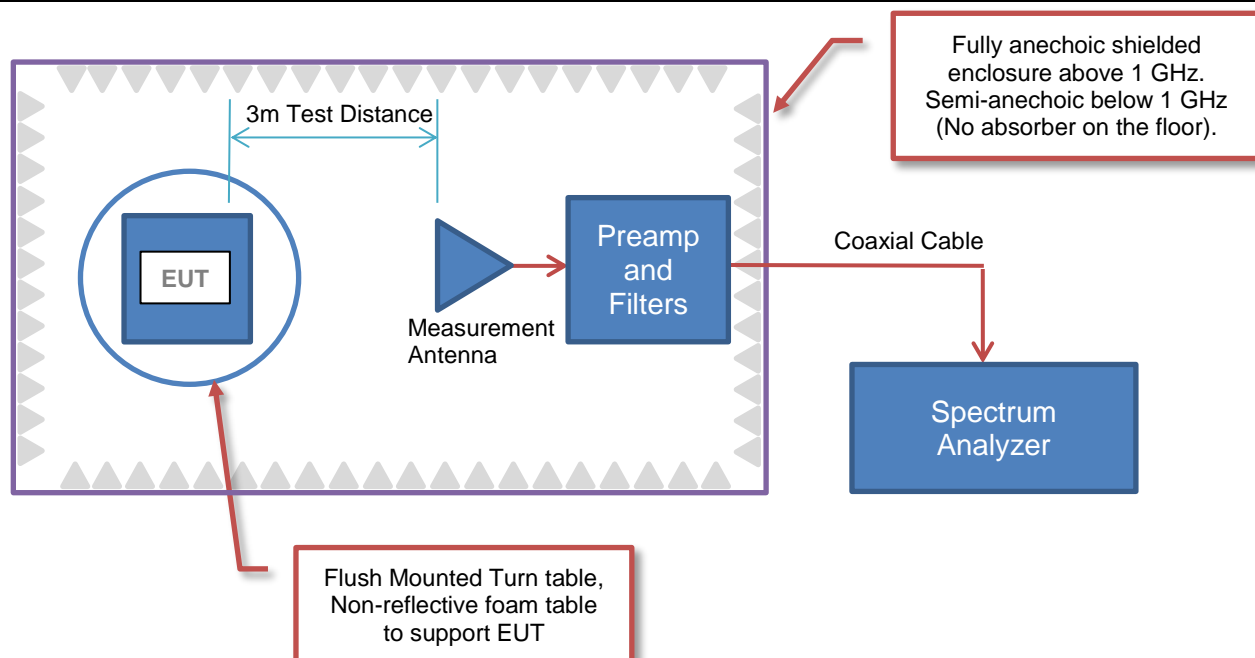 Fully anechoic shielded
enclosure above 1 GHz.
Semi-anechoic below 1 GHz
(No absorber on the floor).
3m Test Distance
EUT
Measurement
Antenna
Preamp
and
Filters
Coaxial Cable
Spectrum
Analyzer
Flush Mounted Turn table,
Non-reflective foam table
to support EUT